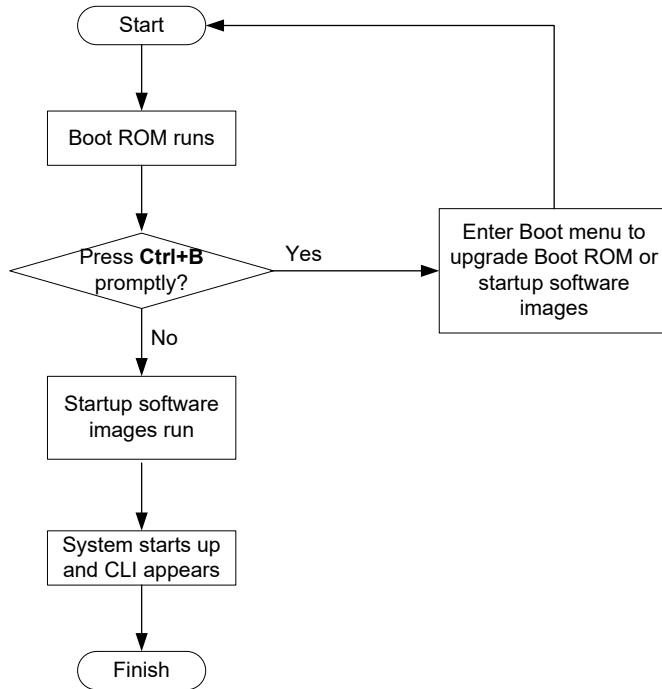 Start
Boot ROM runs
Press Ctrl+B
promptly?
Yes
Enter Boot menu to
upgrade Boot ROM or
startup software
images
No
Startup software
images run
System starts up
and CLI appears
Finish